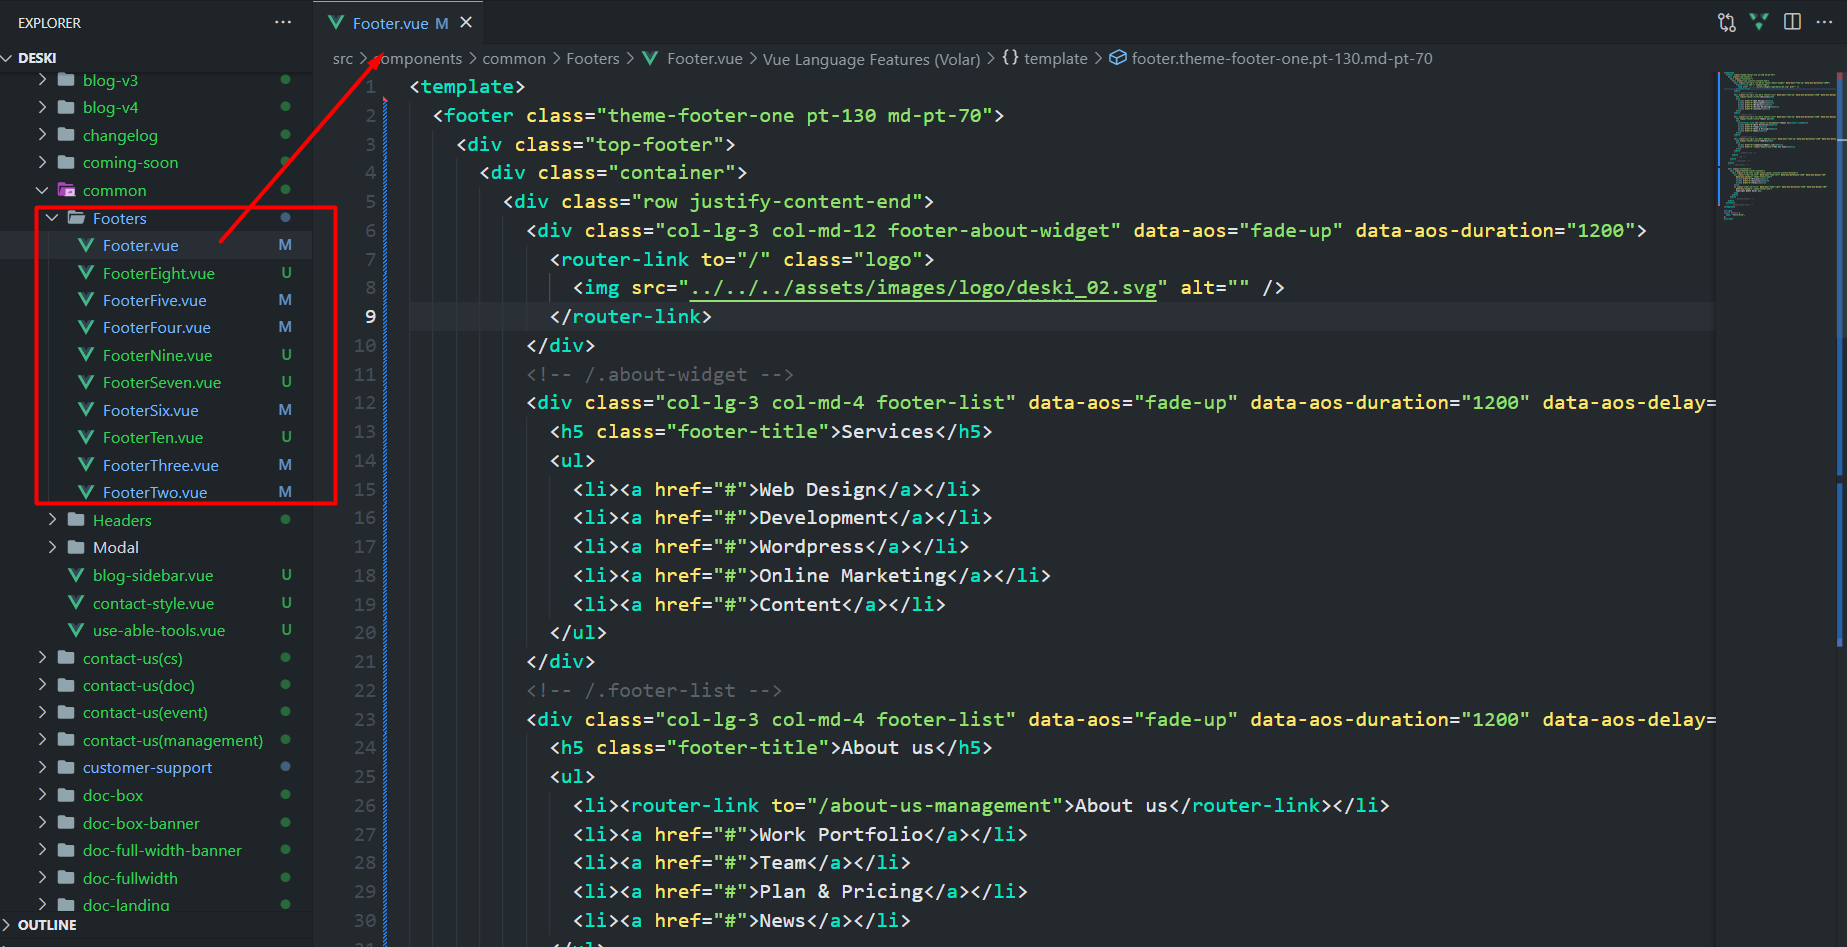 EXPLORER
DESKI
blog-v3
blog-v4
changelog
coming-soon
common
Footers
Footer.vue M
FooterEight.vue U
FooterFive.vue M
FooterFour.vue M
FooterNine.vue U
FooterSeven.vue U
FooterSix.vue M
FooterTen.vue U
FooterThree.vue M
FooterTwo.vue M
Headers
Modal
blog-sidebar.vue U
contact-style.vue U
use-able-tools.vue U
contact-us(cs)
contact-us(doc)
contact-us(event)
contact-us(management)
customer-support
doc-box
doc-box-banner
doc-full-width-banner
doc-fullwidth
doc-landing
OUTLINE
Footer.vue M
src > components > common > Footers > Footer.vue > Vue Language Features (Volar) > {} template > footer.theme-footer-one.pt-130.md-pt-70
1 <template>
2 <footer class="theme-footer-one pt-130 md-pt-70">
3 <div class="top-footer">
4 <div class="container">
5 <div class="row justify-content-end">
6 <div class="col-lg-3 col-md-12 footer-about-widget" data-aos="fade-up" data-aos-duration="1200">
7 <router-link to="/" class="logo">
8 <img src="../../../assets/images/logo/deski_02.svg" alt="" />
9 </router-link>
10 </div>
11 <!-- /.about-widget -->
12 <div class="col-lg-3 col-md-4 footer-list" data-aos="fade-up" data-aos-duration="1200" data-aos-delay=
13 <h5 class="footer-title">Services</h5>
14 <ul>
15 <li><a href="#">Web Design</a></li>
16 <li><a href="#">Development</a></li>
17 <li><a href="#">Wordpress</a></li>
18 <li><a href="#">Online Marketing</a></li>
19 <li><a href="#">Content</a></li>
20 </ul>
21 </div>
22 <!-- /.footer-list -->
23 <div class="col-lg-3 col-md-4 footer-list" data-aos="fade-up" data-aos-duration="1200" data-aos-delay=
24 <h5 class="footer-title">About us</h5>
25 <ul>
26 <li><router-link to="/about-us-management">About us</router-link></li>
27 <li><a href="#">Work Portfolio</a></li>
28 <li><a href="#">Team</a></li>
29 <li><a href="#">Plan & Pricing</a></li>
30 <li><a href="#">News</a></li>